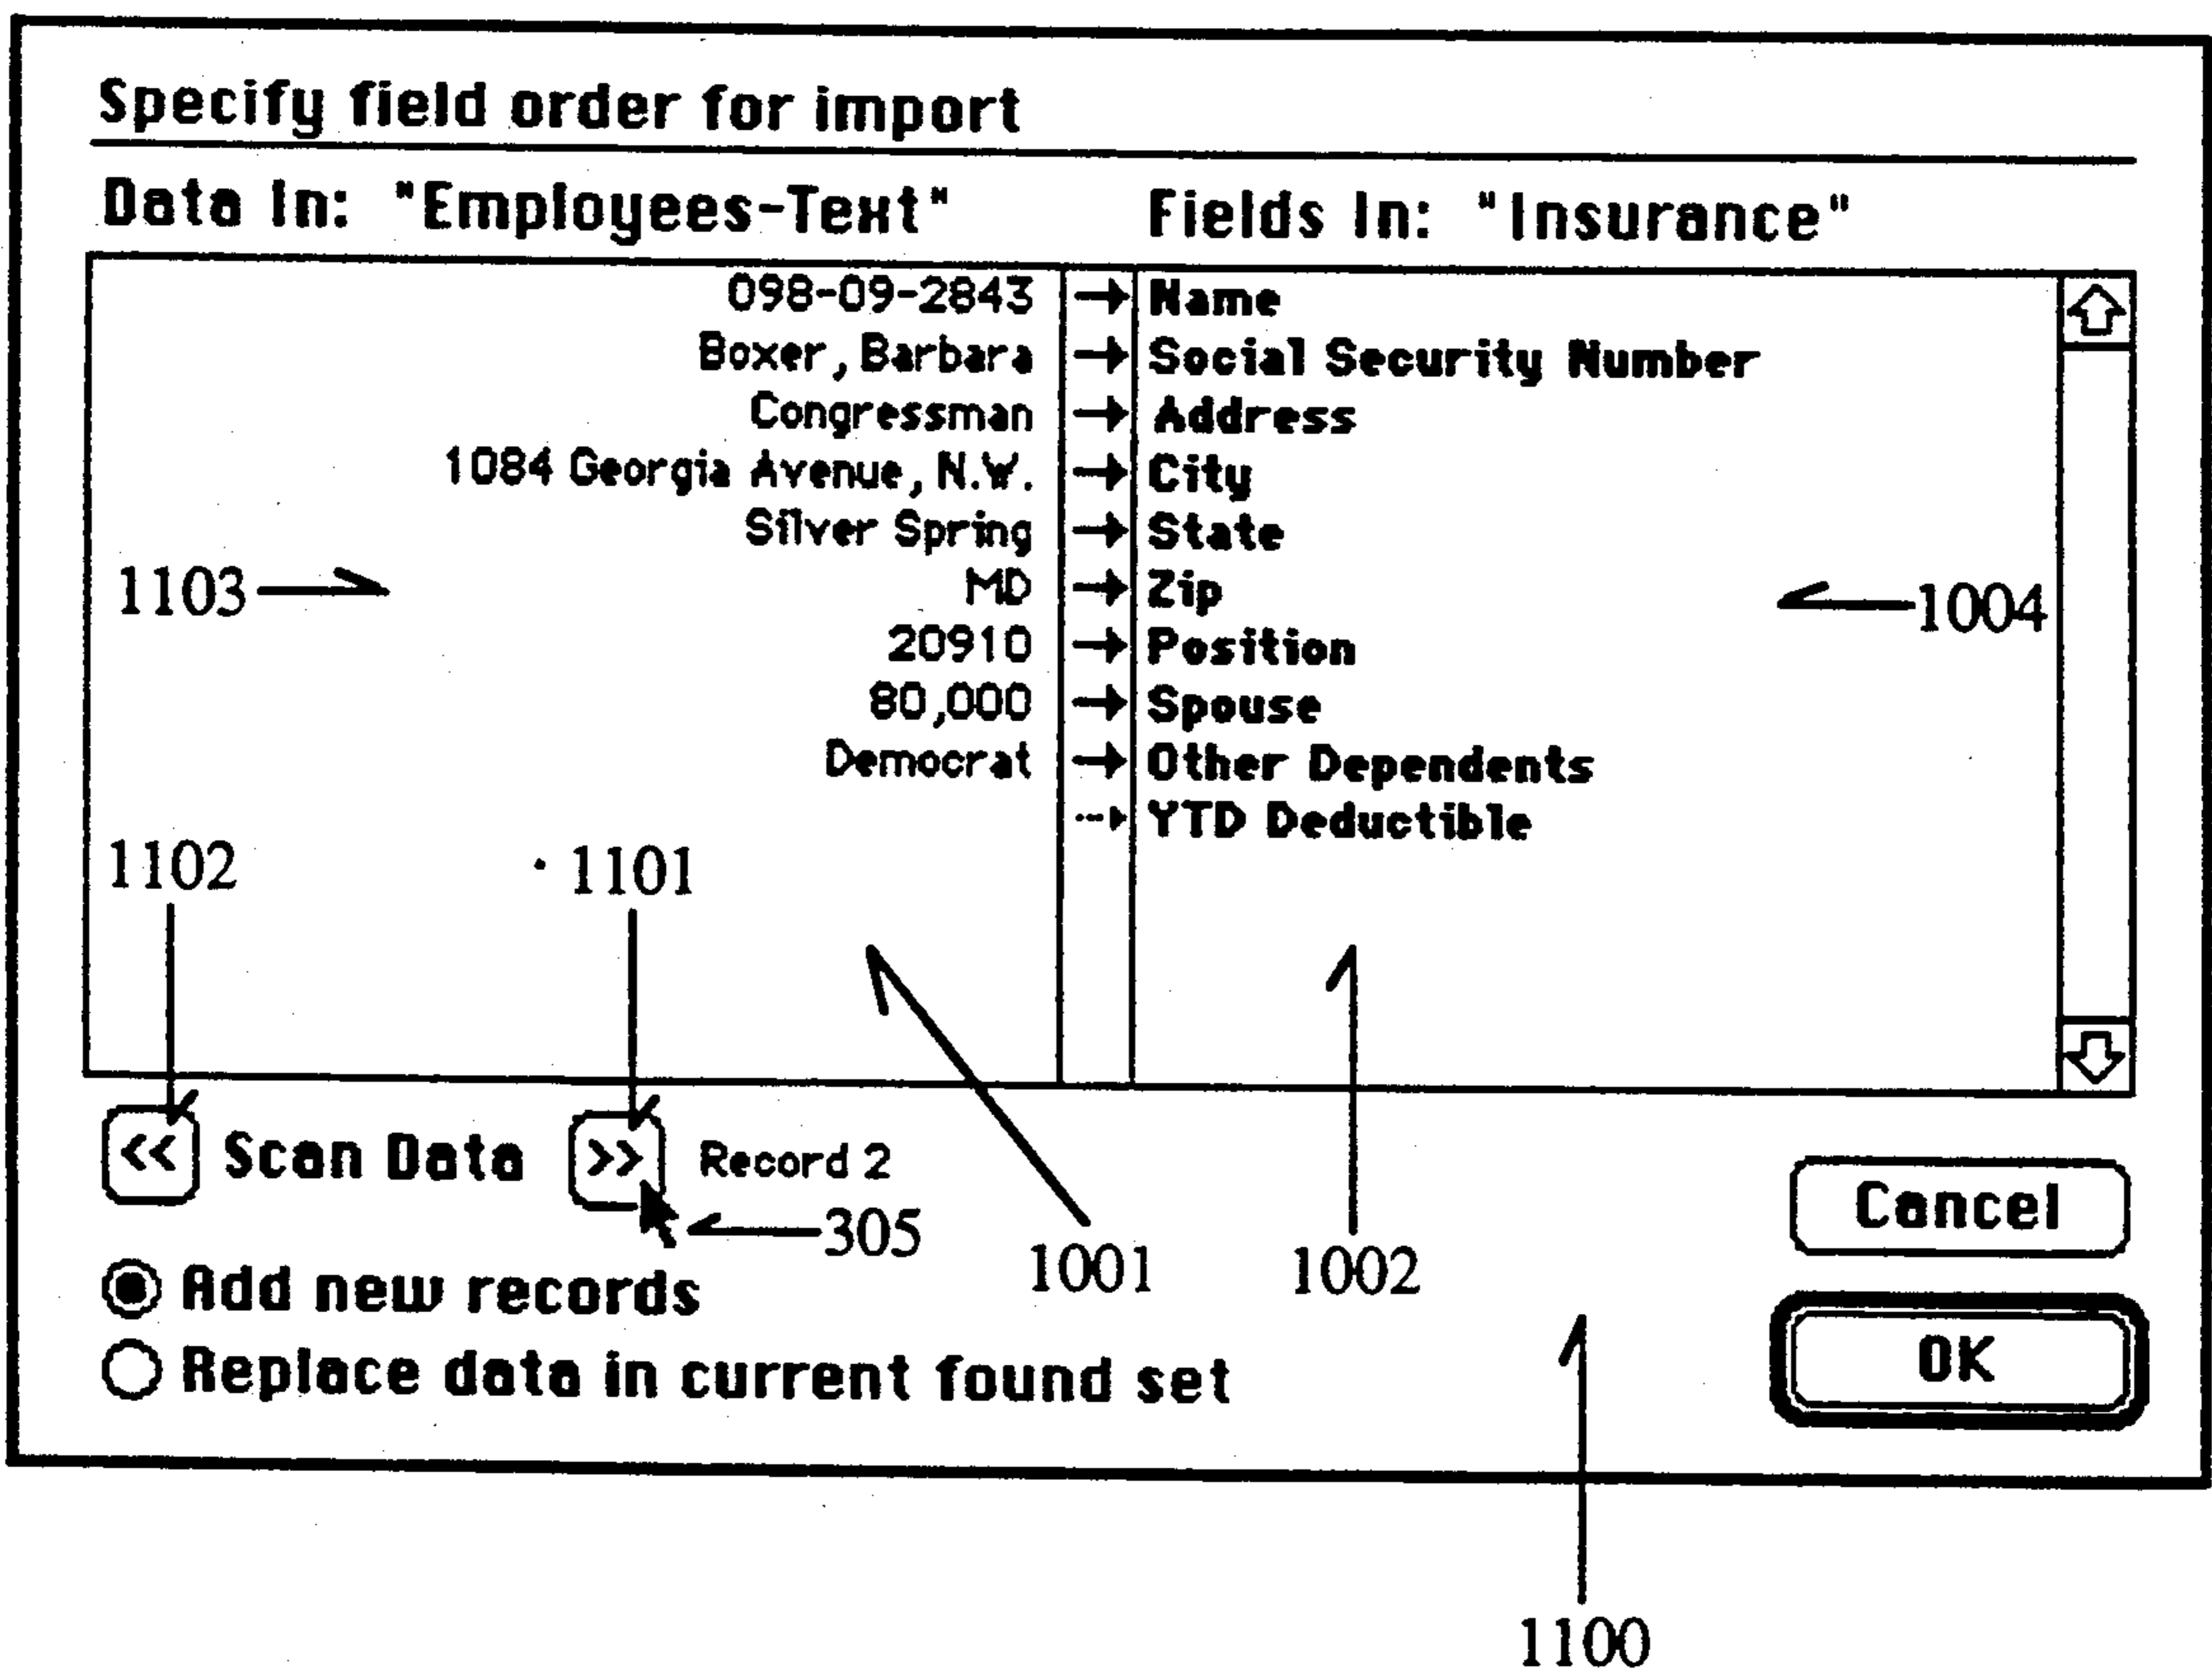 Specify field order for import
Data In: "Employees-Text" Fields In: "Insurance"
098-09-2843 → Name
Boxer, Barbara → Social Security Number
Congressman → Address
1084 Georgia Avenue, N.W. → City
Silver Spring → State
1103 MD → Zip 1004
20910 → Position
80,000 → Spouse
Democrat → Other Dependents
YTD Deductible
1102 1101
<< Scan Data >> Record 2
305
Cancel
1001 1002
Add new records
Replace data in current found set
OK
1100